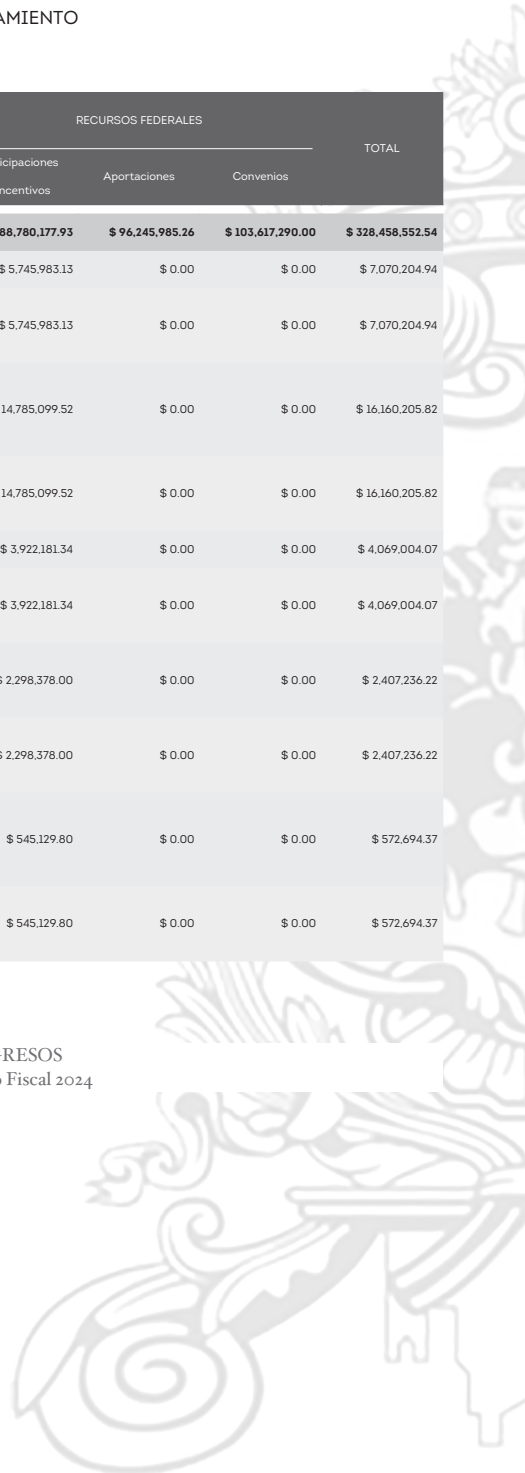 AMIENTO
RECURSOS FEDERALES
TOTAL
icipaciones
ncentivos
Aportaciones
Convenios
88,780,177.93 $ 96,245,985.26 $ 103,617,290.00 $ 328,458,552.54
$ 5,745,983.13 $ 0.00 $ 0.00 $ 7,070,204.94
$ 5,745,983.13 $ 0.00 $ 0.00 $ 7,070,204.94
14,785,099.52 $ 0.00 $ 0.00 $ 16,160,205.82
14,785,099.52 $ 0.00 $ 0.00 $ 16,160,205.82
$ 3,922,181.34 $ 0.00 $ 0.00 $ 4,069,004.07
$ 3,922,181.34 $ 0.00 $ 0.00 $ 4,069,004.07
$ 2,298,378.00 $ 0.00 $ 0.00 $ 2,407,236.22
$ 2,298,378.00 $ 0.00 $ 0.00 $ 2,407,236.22
$ 545,129.80 $ 0.00 $ 0.00 $ 572,694.37
$ 545,129.80 $ 0.00 $ 0.00 $ 572,694.37
GRESOS
o Fiscal 2024